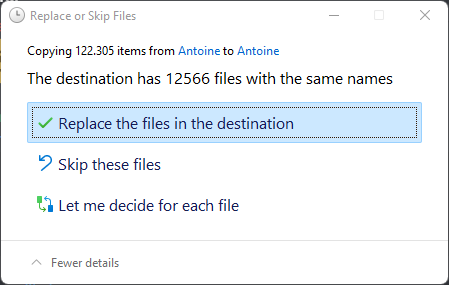 Replace or Skip Files
Copying 122.305 items from Antoine to Antoine
The destination has 12566 files with the same names
Replace the files in the destination
Skip these files
Let me decide for each file
Fewer details